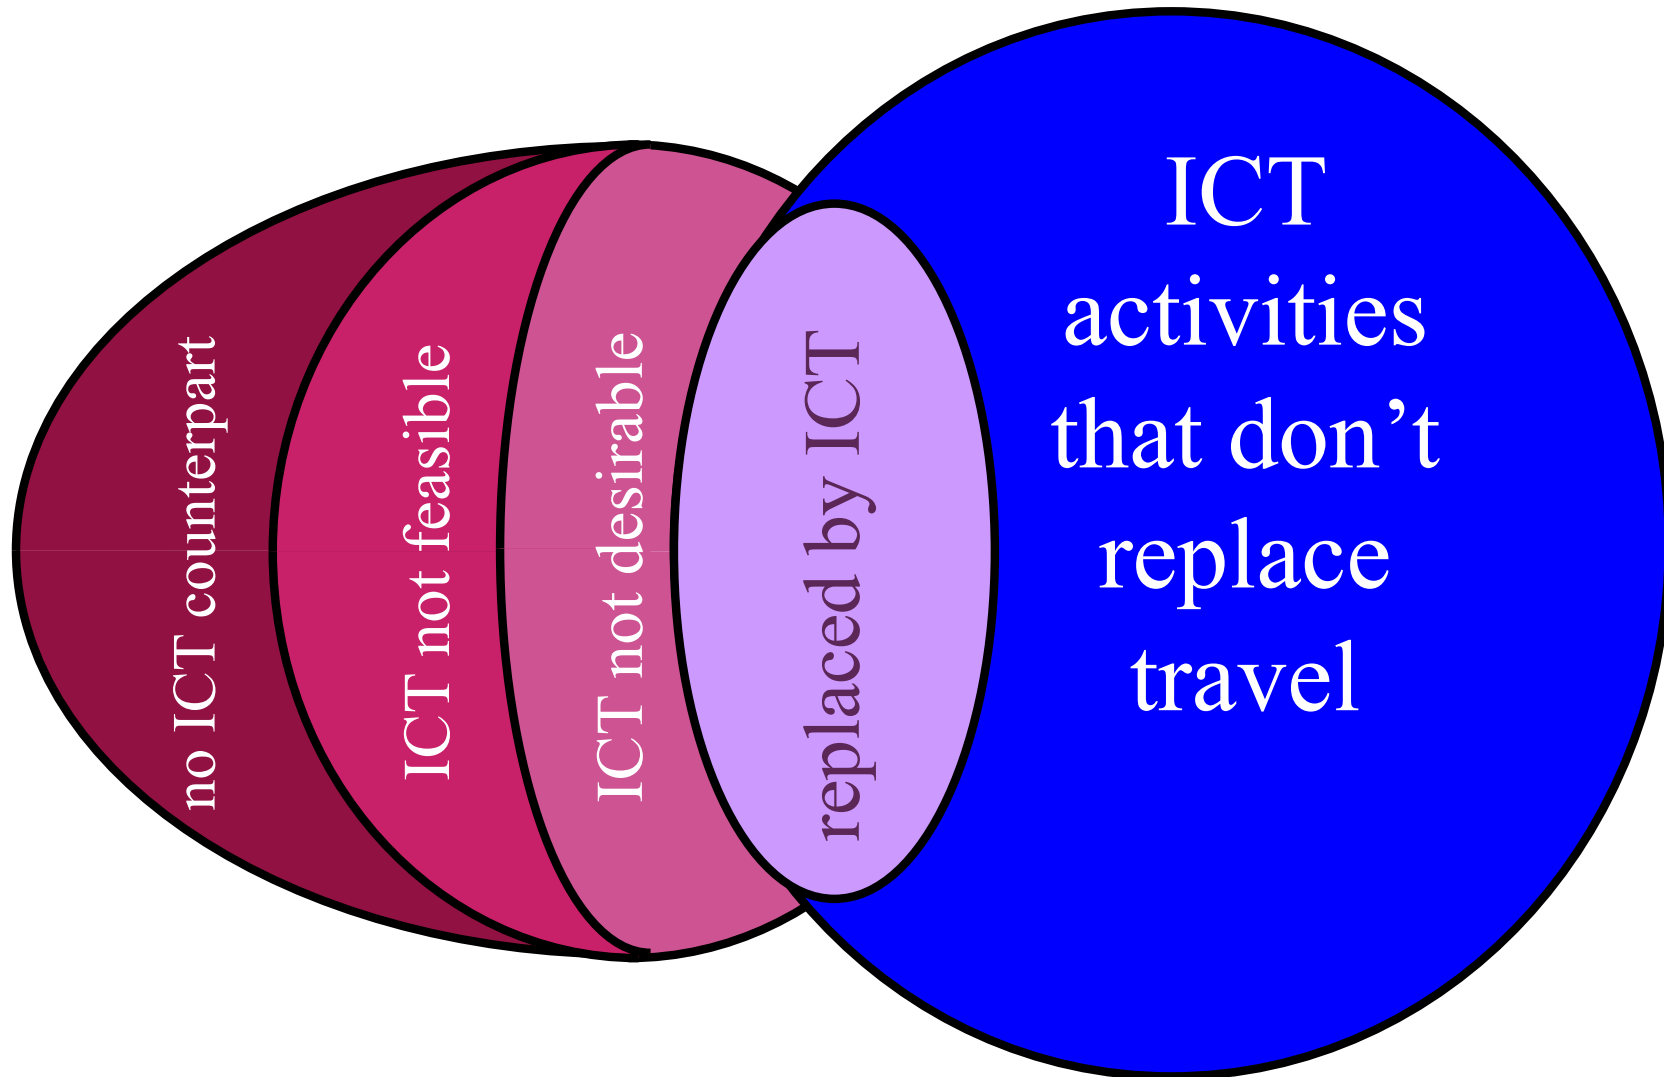 no ICT counterpart
ICT not feasible
ICT not desirable
replaced by ICT
ICT
activities
that don’t
replace
travel